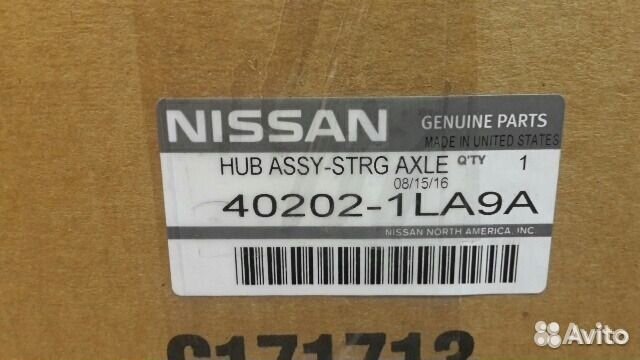 NISSAN GENUINE PARTS
MADE IN UNITED STATES
HUB ASSY-STRG AXLE Q'TY 1
08/15/16
40202-1LA9A
NISSAN NORTH AMERICA, INC.
C171712
Avito